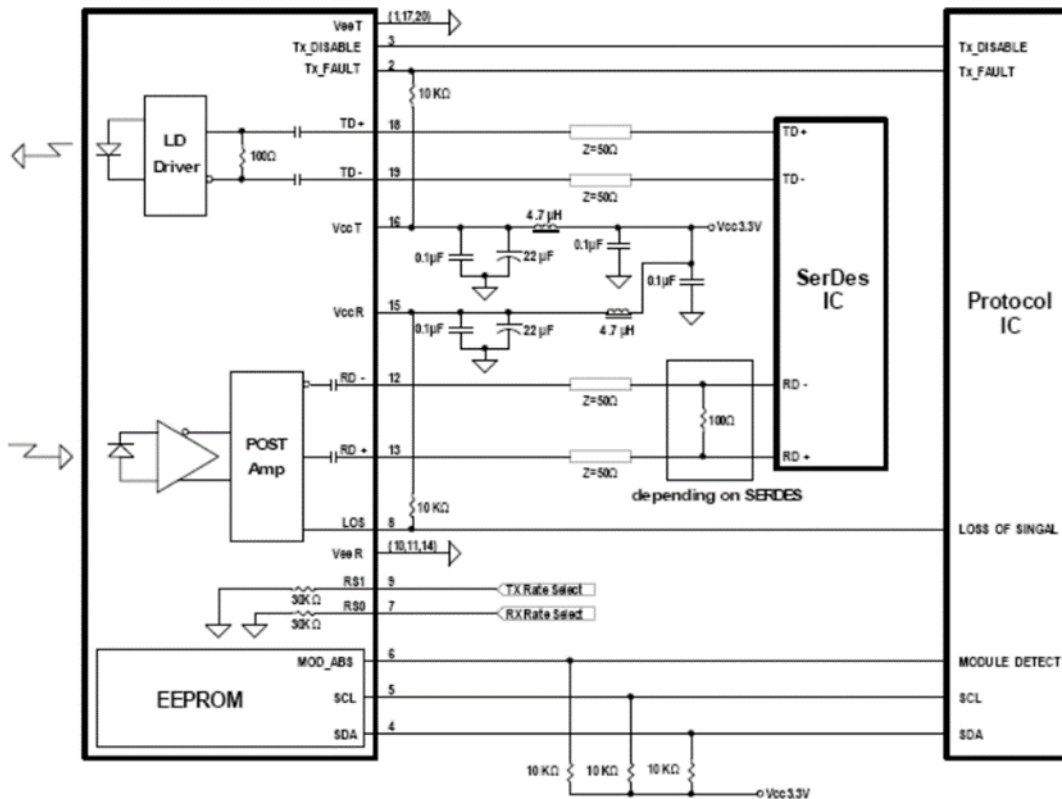 VeeT (1,17,20)
Tx_DISABLE 3 Tx_DISABLE
Tx_FAULT 2 Tx_FAULT
10 KΩ
LD Driver
100Ω
TD+ 18 Z=50Ω TD+
TD- 19 Z=50Ω TD-
VccT 16 4.7 µH Vcc3.3V
0.1µF 22 µF 0.1µF 0.1µF
SerDes IC
Protocol IC
VccR 15
0.1µF 22 µF 4.7 µH
RD - 12 Z=50Ω RD -
POST Amp
100Ω
RD + 13 Z=50Ω RD +
depending on SERDES
10 KΩ
LOS 8 LOSS OF SINGAL
VeeR (10,11,14)
RS1 9 TX Rate Select
30KΩ
RS0 7 RX Rate Select
30KΩ
MOD_ABS 6 MODULE DETECT
EEPROM
SCL 5 SCL
SDA 4 SDA
10 KΩ 10 KΩ 10 KΩ
Vcc3.3V